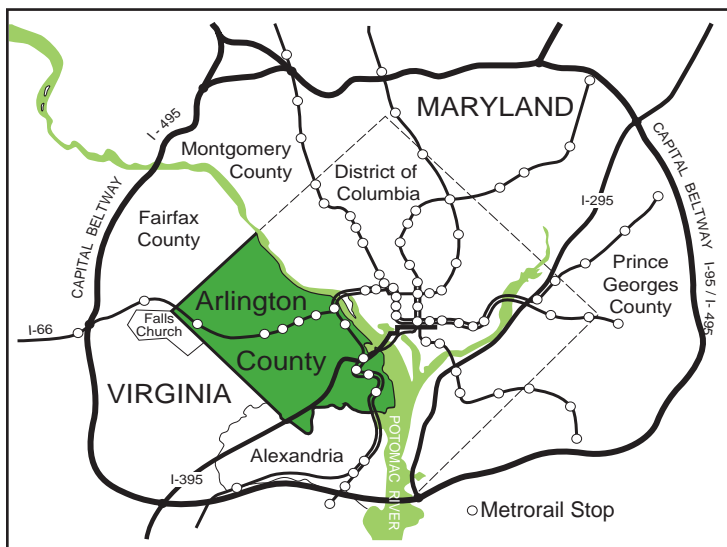 MARYLAND
I- 495
Montgomery
County
District of
Columbia
CAPITAL BELTWAY
I-295
CAPITAL BELTWAY
I-95 / I- 495
Fairfax
County
Prince
Georges
County
Arlington
County
I-66
Falls
Church
VIRGINIA
POTOMAC RIVER
Alexandria
I-395
Metrorail Stop